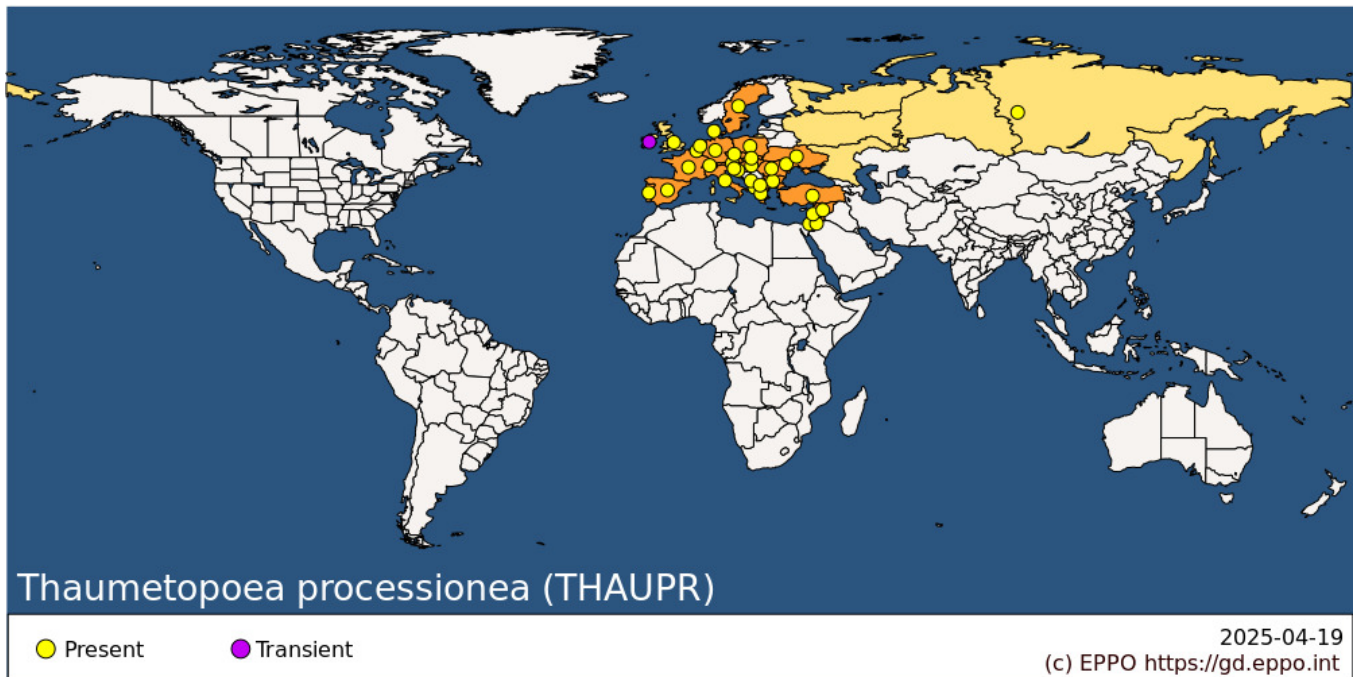 Thaumetopoea processionea (THAUPR)
Present
Transient
2025-04-19
(c) EPPO https://gd.eppo.int